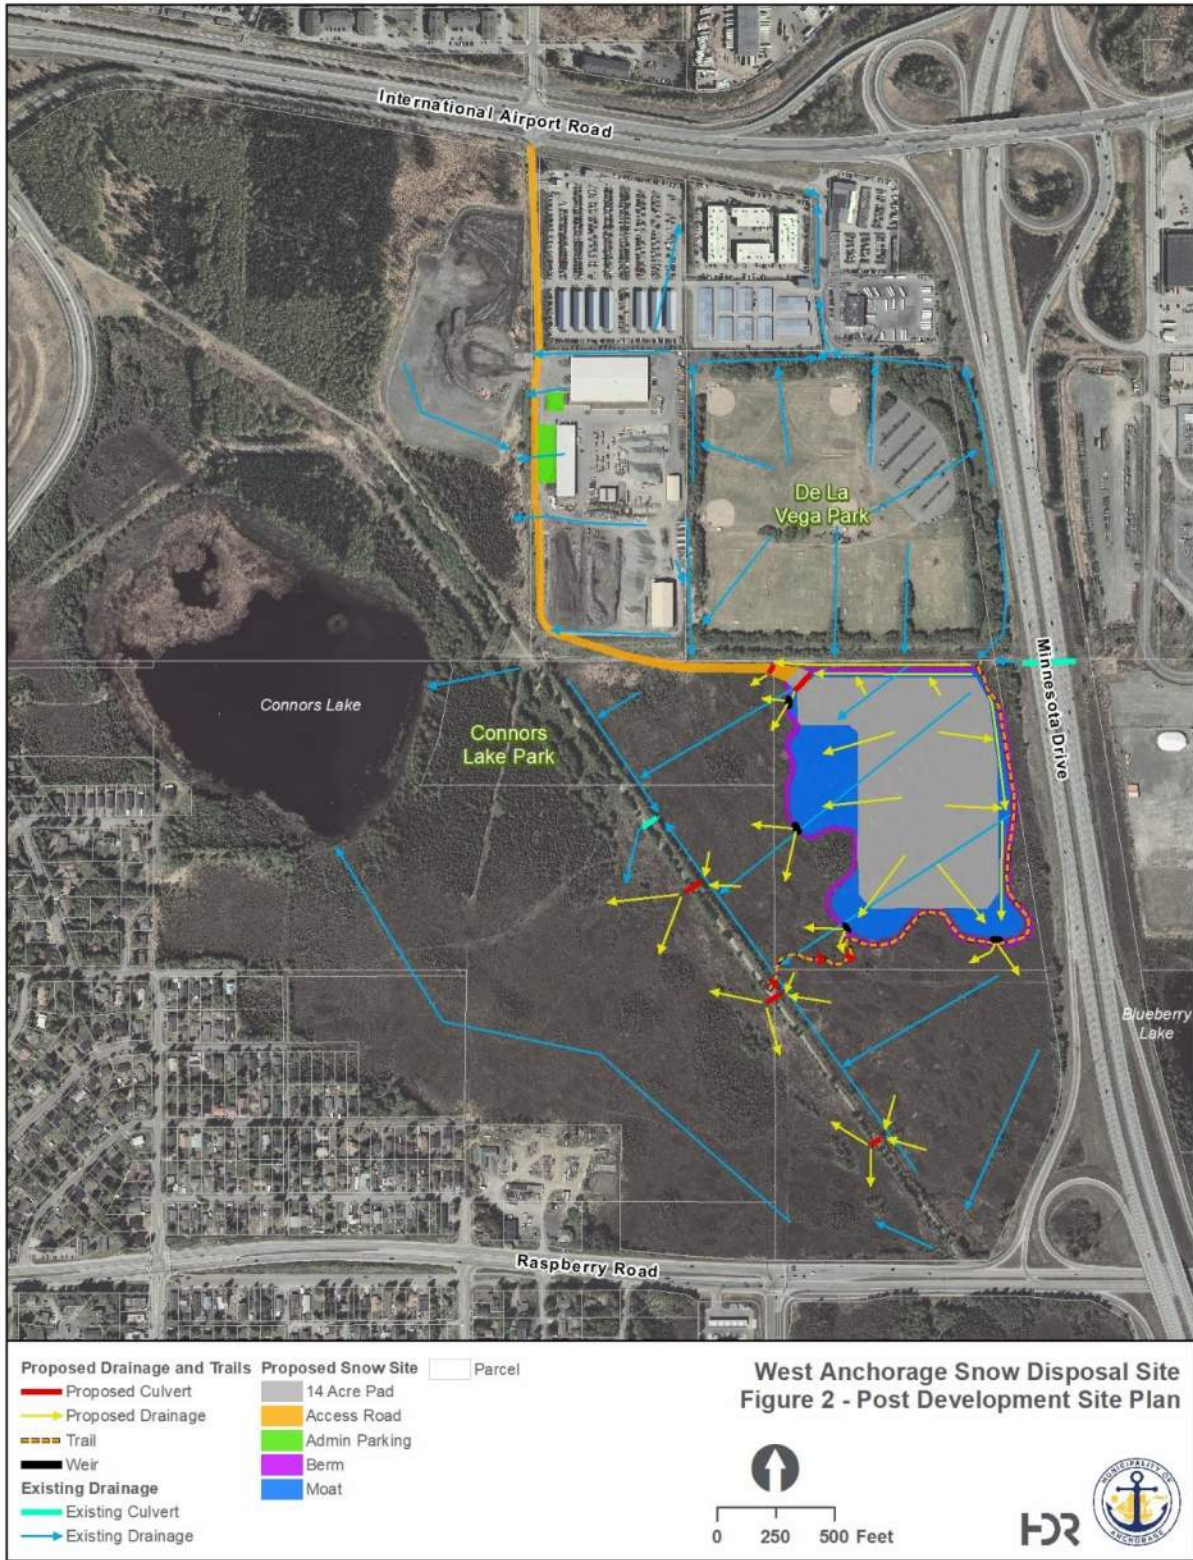 International Airport Road
De La
Vega Park
Minnesota Drive
Connors Lake
Connors
Lake Park
Blueberry
Lake
Raspberry Road
Proposed Drainage and Trails
Proposed Culvert
Proposed Drainage
Trail
Weir
Existing Drainage
Existing Culvert
Existing Drainage
Proposed Snow Site
14 Acre Pad
Access Road
Admin Parking
Berm
Moat
Parcel
West Anchorage Snow Disposal Site
Figure 2 - Post Development Site Plan
0 250 500 Feet
HDR
MUNICIPALITY OF
ANCHORAGE